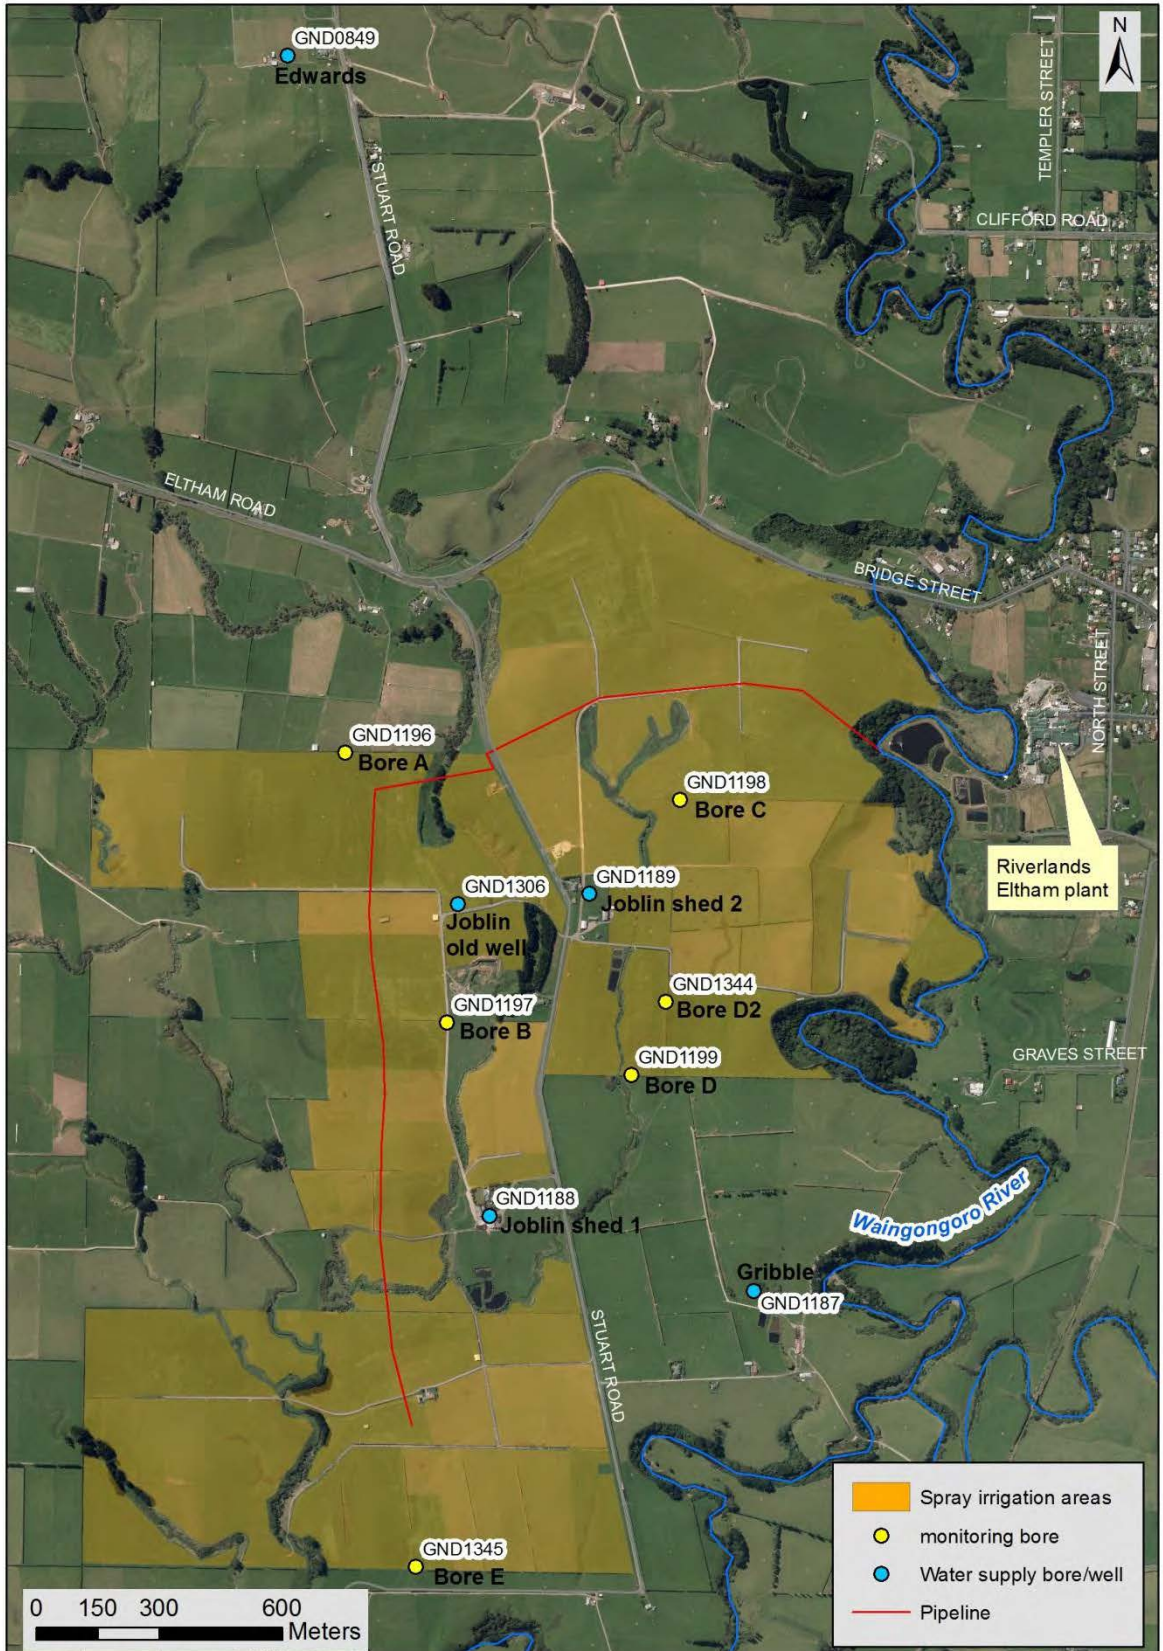 N
GND0849
Edwards
TEMPLER STREET
STUART ROAD
CLIFFORD ROAD
ELTHAM ROAD
BRIDGE STREET
NORTH STREET
GND1196
Bore A
GND1198
Bore C
Riverlands
Eltham plant
GND1306
Joblin
old well
GND1189
Joblin shed 2
GND1344
Bore D2
GND1197
Bore B
GRAVES STREET
GND1199
Bore D
GND1188
Joblin shed 1
Waingongoro River
Gribble
GND1187
STUART ROAD
GND1345
Bore E
Spray irrigation areas
monitoring bore
Water supply bore/well
Pipeline
0 150 300 600
Meters